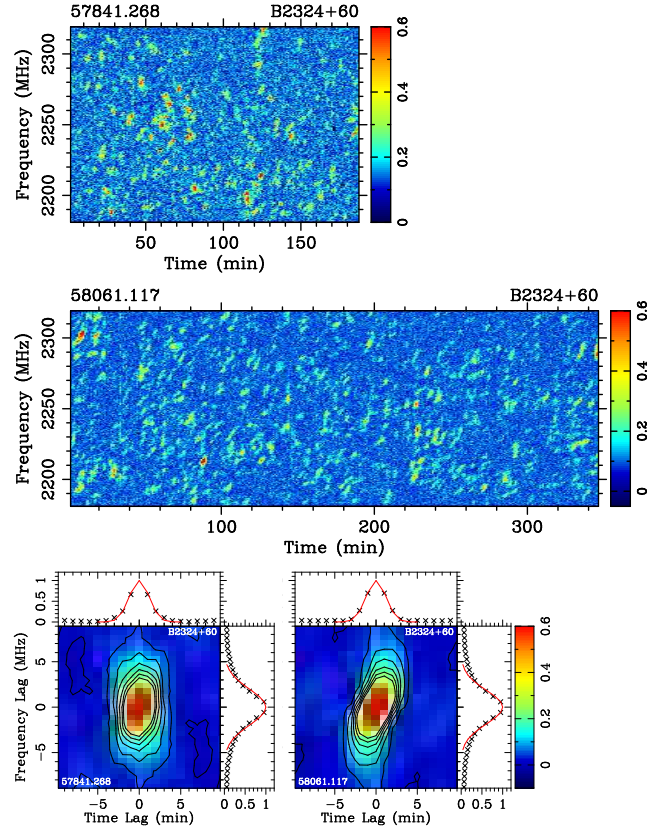 57841.268 B2324+60
Frequency (MHz)
2300
2250
2200
50 100 150
Time (min)
0.6
0.4
0.2
0
58061.117 B2324+60
Frequency (MHz)
2300
2250
2200
100 200 300
Time (min)
0.6
0.4
0.2
0
0 0.5 1
0 0.5 1
B2324+60
Frequency Lag (MHz)
5
0
−5
57841.268
−5 0 5
Time Lag (min)
0 0.5 1
B2324+60
58061.117
−5 0 5
Time Lag (min)
0 0.5 1
0.6
0.4
0.2
0